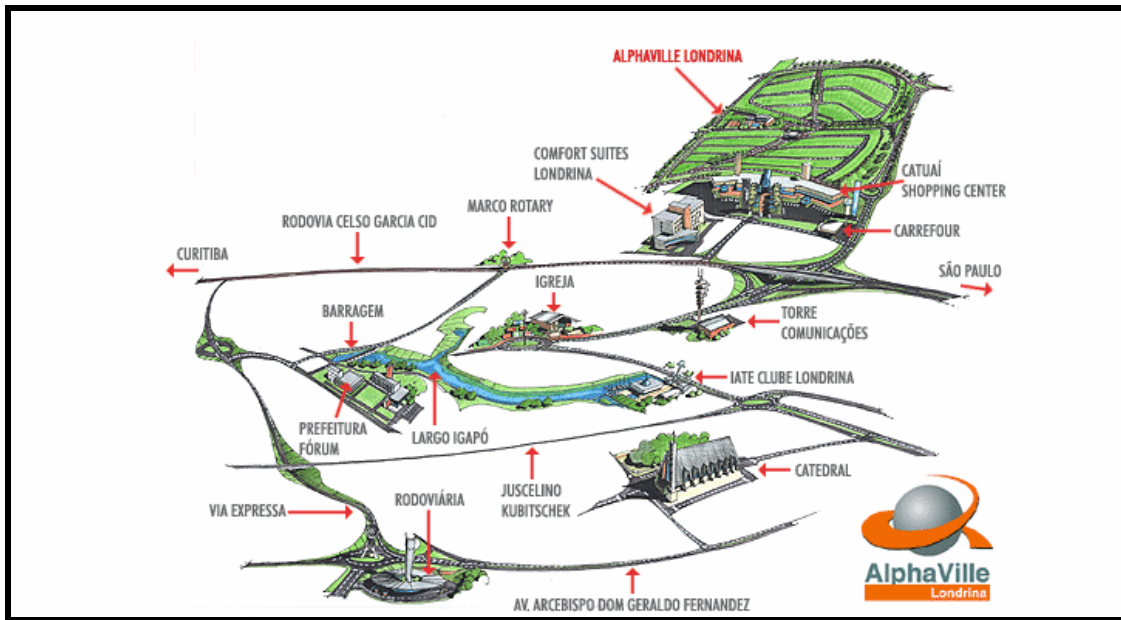 ALPHAVILLE LONDRINA
COMFORT SUITES
LONDRINA
CATUAÍ
SHOPPING CENTER
MARCO ROTARY
RODOVIA CELSO GARCIA CID
CARREFOUR
CURITIBA
SÃO PAULO
IGREJA
BARRAGEM
TORRE
COMUNICAÇÕES
IATE CLUBE LONDRINA
PREFEITURA
FÓRUM
LARGO IGAPÓ
CATEDRAL
JUSCELINO
KUBITSCHEK
RODOVIÁRIA
VIA EXPRESSA
AlphaVille
Londrina
AV. ARCEBISPO DOM GERALDO FERNANDEZ